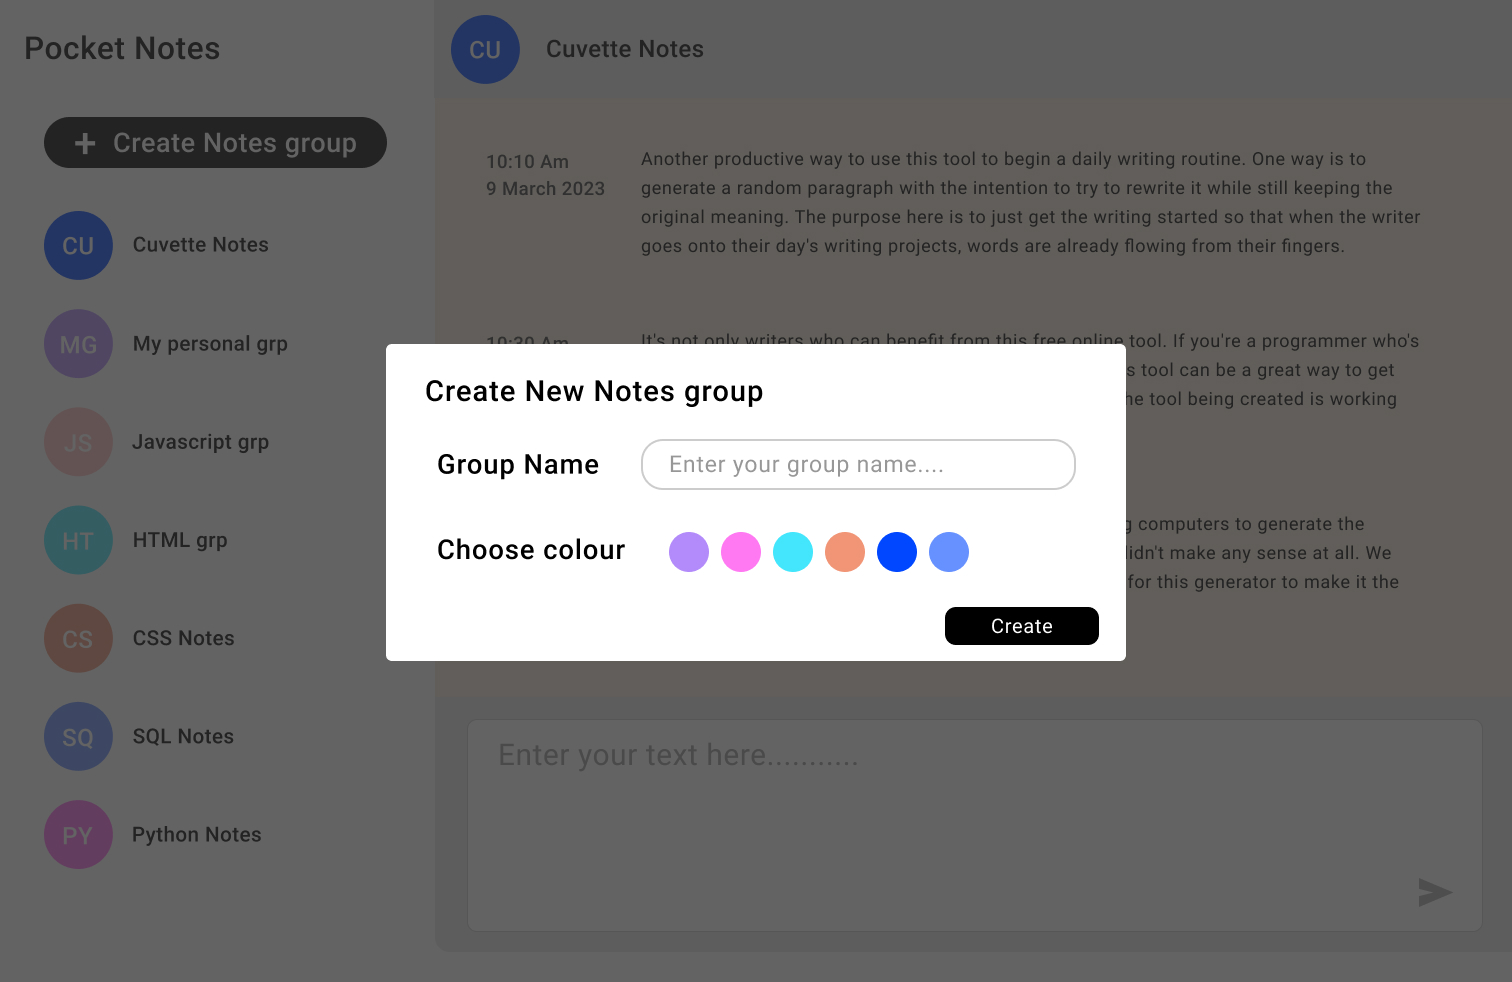 Pocket Notes
Create Notes group
CU Cuvette Notes
MG My personal grp
JS Javascript grp
HT HTML grp
CS CSS Notes
SQ SQL Notes
PY Python Notes
CU Cuvette Notes
10:10 Am
9 March 2023
Another productive way to use this tool to begin a daily writing routine. One way is to
generate a random paragraph with the intention to try to rewrite it while still keeping the
original meaning. The purpose here is to just get the writing started so that when the writer
goes onto their day's writing projects, words are already flowing from their fingers.
10:30 Am
It's not only writers who can benefit from this free online tool. If you're a programmer who's
tool can be a great way to get
tool being created is working
computers to generate the
make any sense at all. We
for this generator to make it the
Create New Notes group
Group Name
Enter your group name....
Choose colour
Create
Enter your text here...........